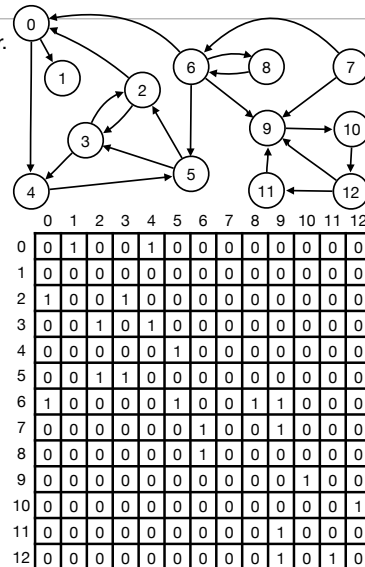 r.
0
1
2
3
4
5
6
8
7
9
10
11
12
0 1 2 3 4 5 6 7 8 9 10 11 12
0 0 1 0 0 1 0 0 0 0 0 0 0 0
1 0 0 0 0 0 0 0 0 0 0 0 0 0
2 1 0 0 1 0 0 0 0 0 0 0 0 0
3 0 0 1 0 1 0 0 0 0 0 0 0 0
4 0 0 0 0 0 1 0 0 0 0 0 0 0
5 0 0 1 1 0 0 0 0 0 0 0 0 0
6 1 0 0 0 0 1 0 0 1 1 0 0 0
7 0 0 0 0 0 0 1 0 0 1 0 0 0
8 0 0 0 0 0 0 1 0 0 0 0 0 0
9 0 0 0 0 0 0 0 0 0 0 1 0 0
10 0 0 0 0 0 0 0 0 0 0 0 0 1
11 0 0 0 0 0 0 0 0 0 1 0 0 0
12 0 0 0 0 0 0 0 0 0 1 0 1 0